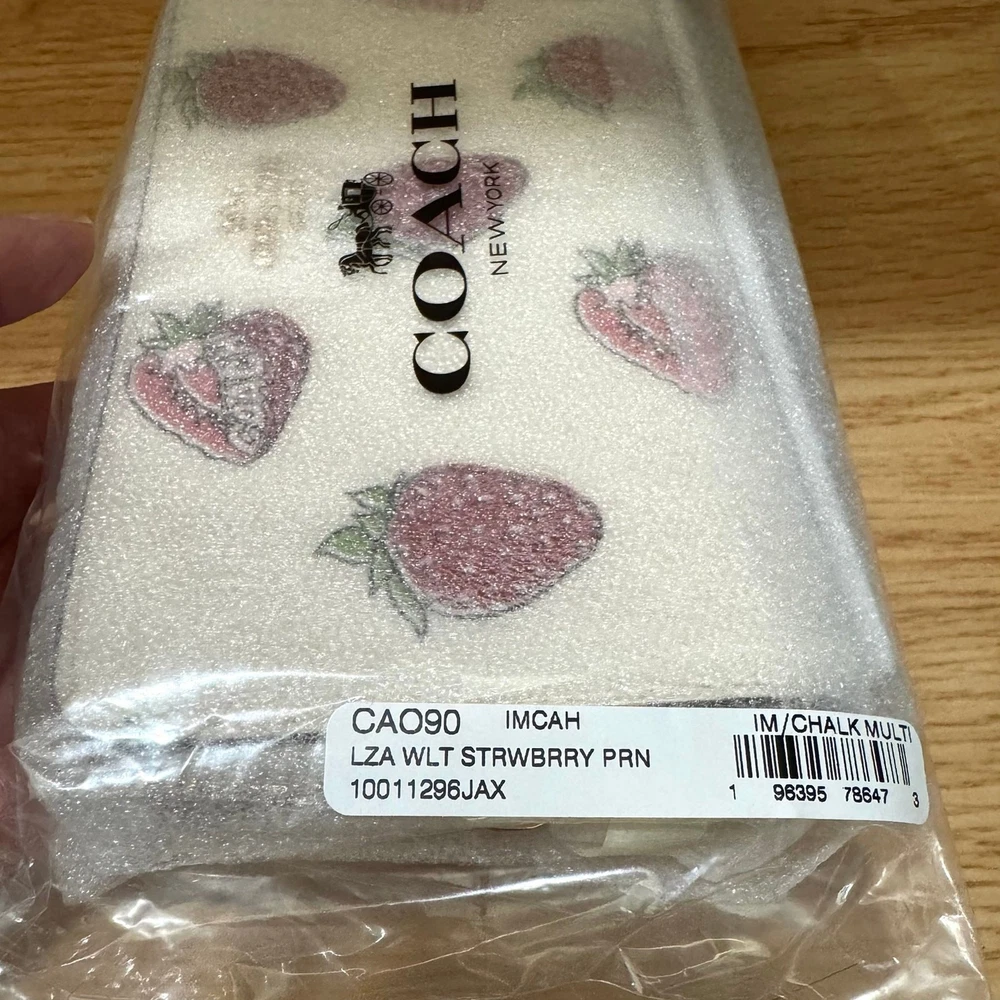 COACH
NEW YORK
CAO90 IMCAH IM/CHALK MULTI
LZA WLT STRWBRRY PRN
10011296JAX
1 96395 78647 3